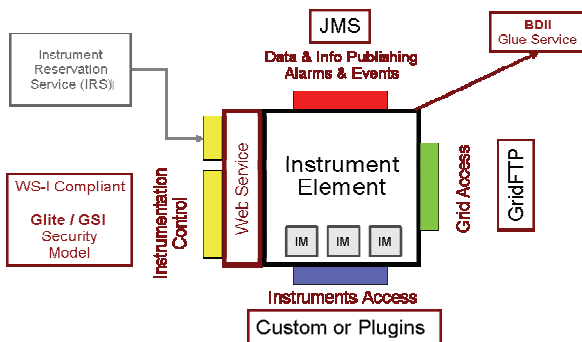 JMS
Data & Info Publishing
Alarms & Events
BDII
Glue Service
Instrument
Reservation
Service (IRS)
WS-I Compliant
Glite / GSI
Security
Model
Instrumentation
Control
Web Service
Instrument
Element
IM IM IM
Grid Access
GridFTP
Instruments Access
Custom or Plugins